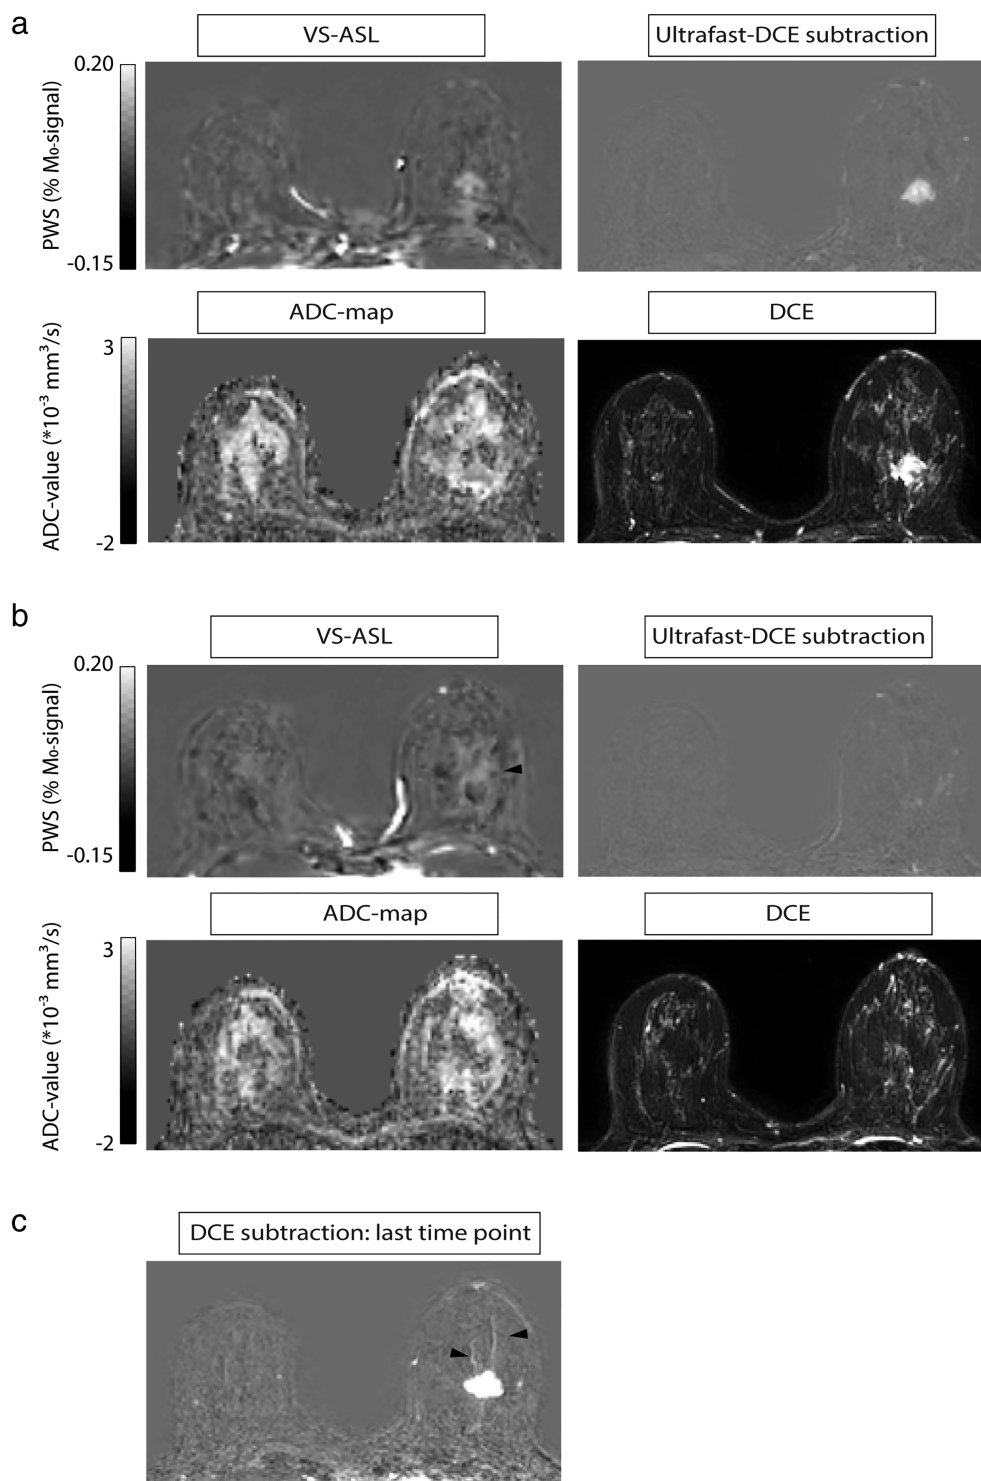 a
VS-ASL
Ultrafast-DCE subtraction
0.20
PWS (% M₀-signal)
-0.15
ADC-map
DCE
3
ADC-value (*10⁻³ mm³/s)
-2
b
VS-ASL
Ultrafast-DCE subtraction
0.20
PWS (% M₀-signal)
-0.15
ADC-map
DCE
3
ADC-value (*10⁻³ mm³/s)
-2
c
DCE subtraction: last time point